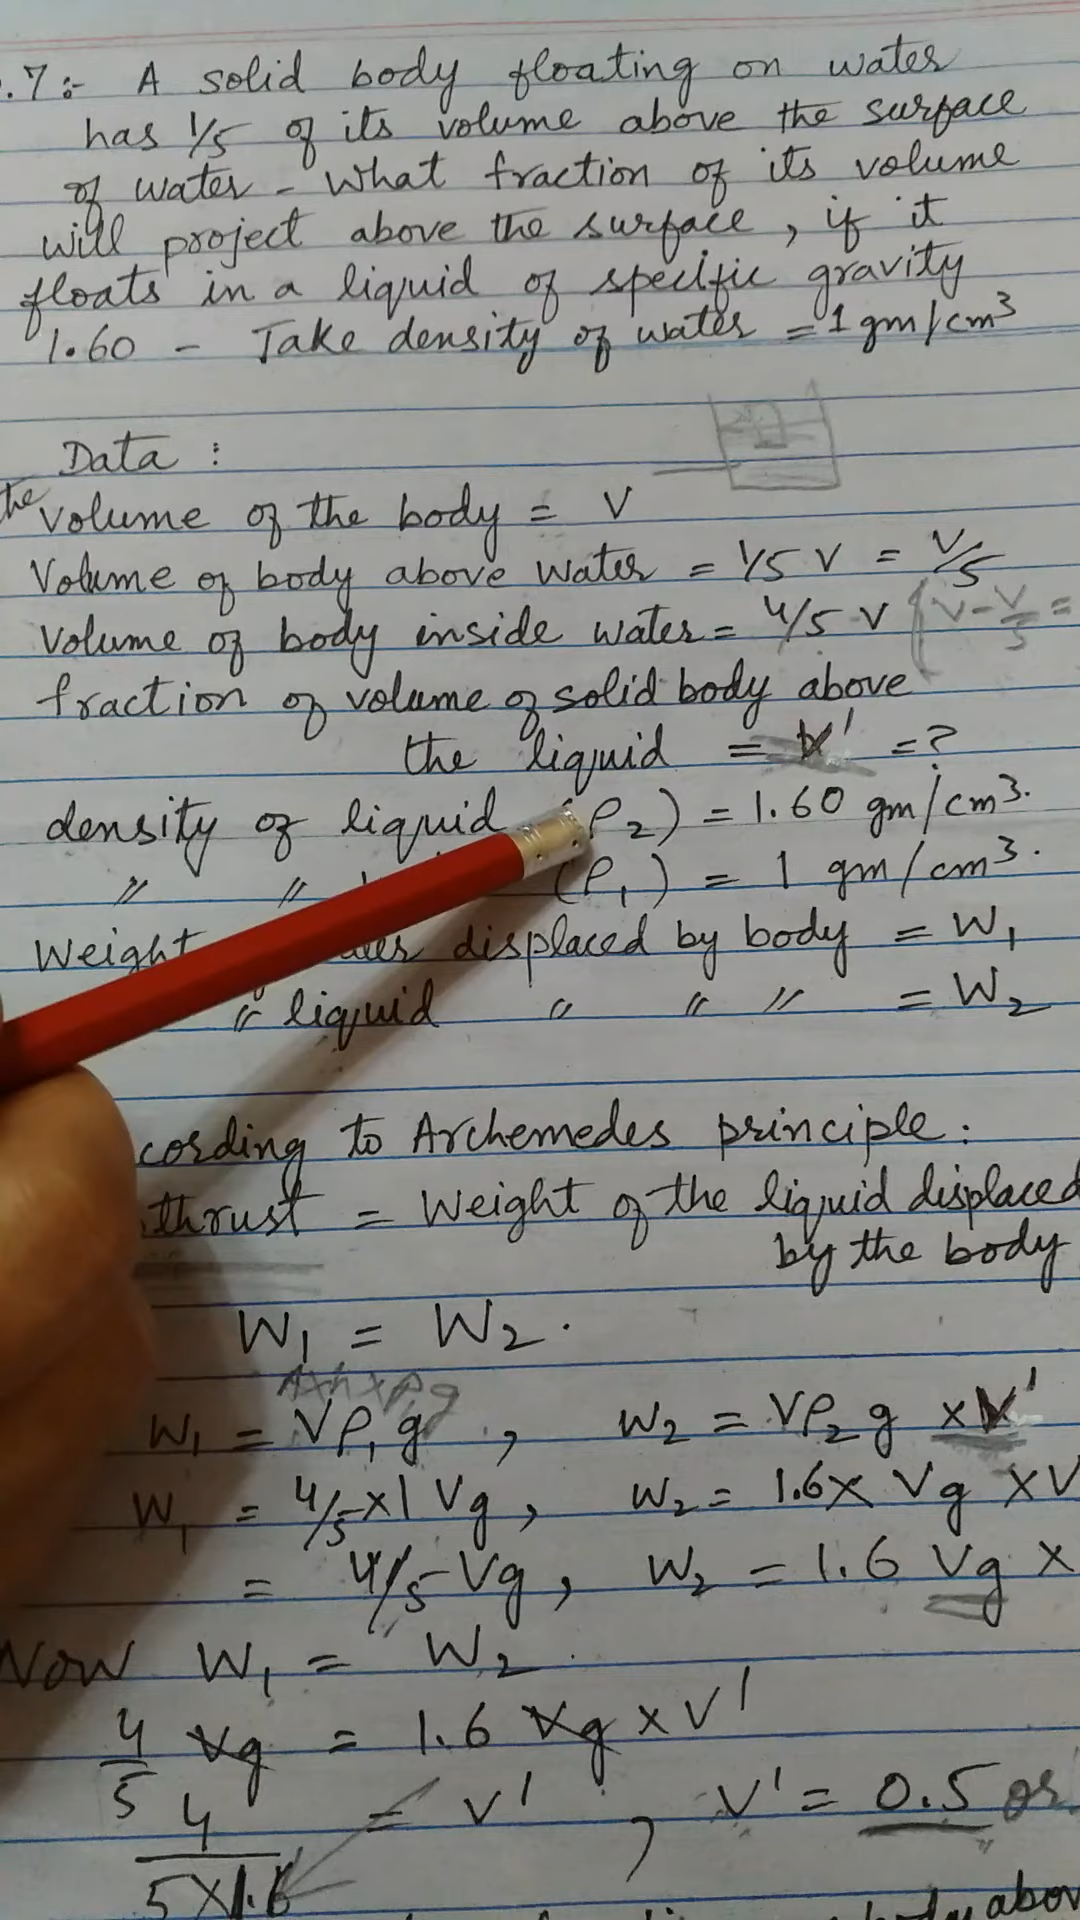 .7:- A solid body floating on water
has 1/5 of its volume above the surface
of water - What fraction of its volume
will project above the surface, if it
floats in a liquid of specific gravity
1.60 - Take density of water = 1 gm/cm³
Data :
the volume of the body = V
Volume of body above water = 1/5 V = V/5
Volume of body inside water = 4/5 V {V - V/5 =
fraction of volume of solid body above
the liquid = V' = ?
density of liquid (ρ₂) = 1.60 gm/cm³.
" " (ρ₁) = 1 gm/cm³.
Weight displaced by body = W₁
" liquid " " " = W₂
cording to Archemedes principle :
thrust = Weight of the liquid displaced
by the body
W₁ = W₂ .
A×h×ρg
W₁ = Vρ₁g , W₂ = Vρ₂g × V'
W₁ = 4/5 × 1 Vg , W₂ = 1.6 × Vg × V
= 4/5 Vg , W₂ = 1.6 Vg ×
Now W₁ = W₂ .
4/5 Vg = 1.6 Vg × V'
4/5×1.6 = V' , V' = 0.5 or
body abov